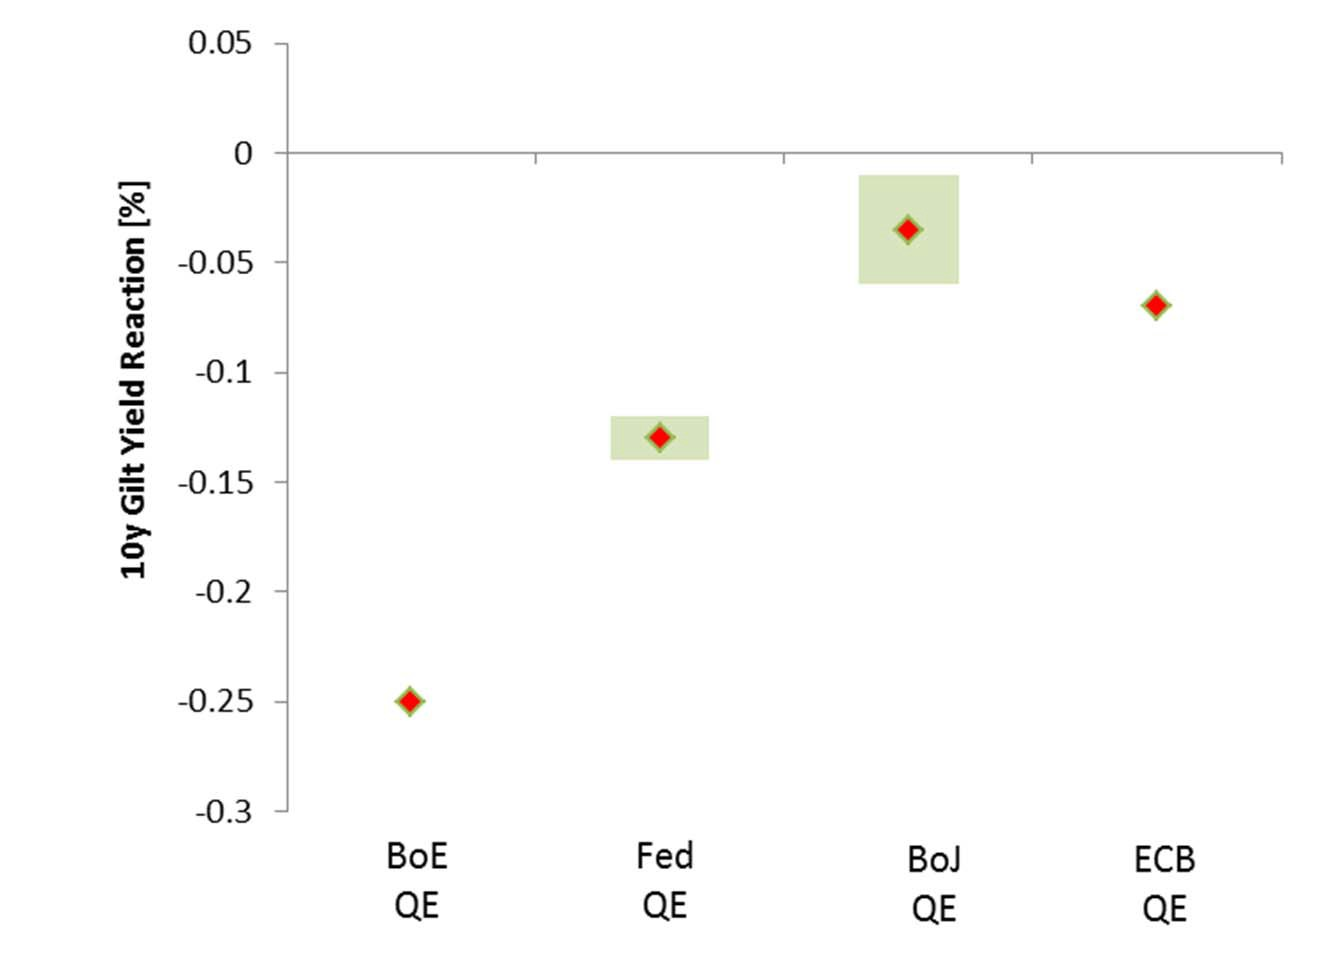 0.05
0
-0.05
-0.1
-0.15
-0.2
-0.25
-0.3
10y Gilt Yield Reaction [%]
BoE
QE
Fed
QE
BoJ
QE
ECB
QE